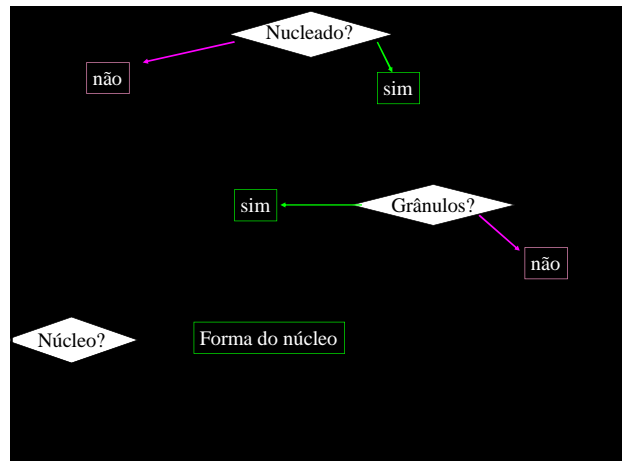 Nucleado?
não
sim
sim
Grânulos?
não
Núcleo?
Forma do núcleo